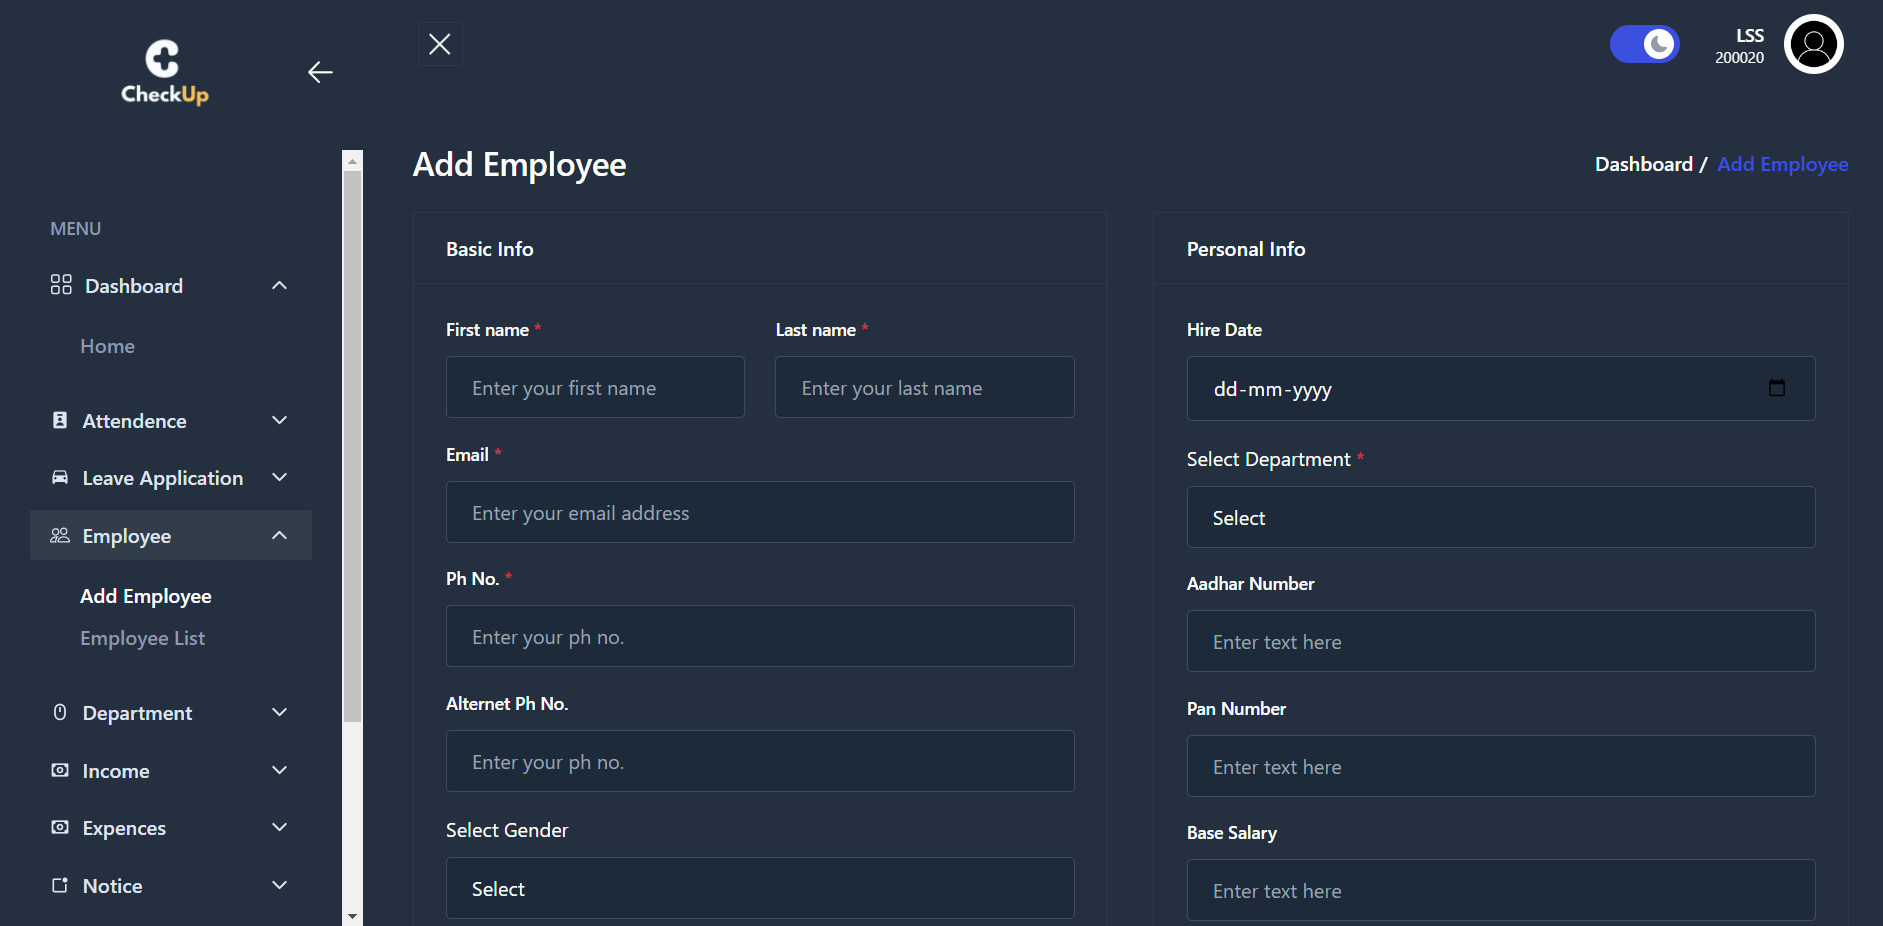 CheckUp
LSS
200020
MENU
Dashboard
Home
Attendence
Leave Application
Employee
Add Employee
Employee List
Department
Income
Expences
Notice
Add Employee
Dashboard / Add Employee
Basic Info
First name *
Last name *
Enter your first name
Enter your last name
Email *
Enter your email address
Ph No. *
Enter your ph no.
Alternet Ph No.
Enter your ph no.
Select Gender
Select
Personal Info
Hire Date
dd-mm-yyyy
Select Department *
Select
Aadhar Number
Enter text here
Pan Number
Enter text here
Base Salary
Enter text here